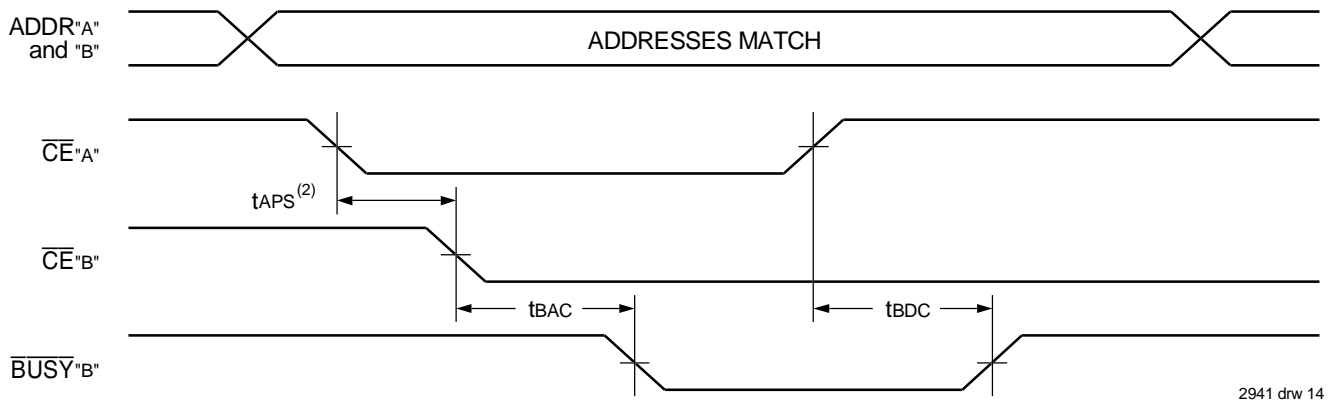 ADDR"A"
and "B"
ADDRESSES MATCH
CE"A"
tAPS(2)
CE"B"
tBAC
tBDC
BUSY"B"
2941 drw 14